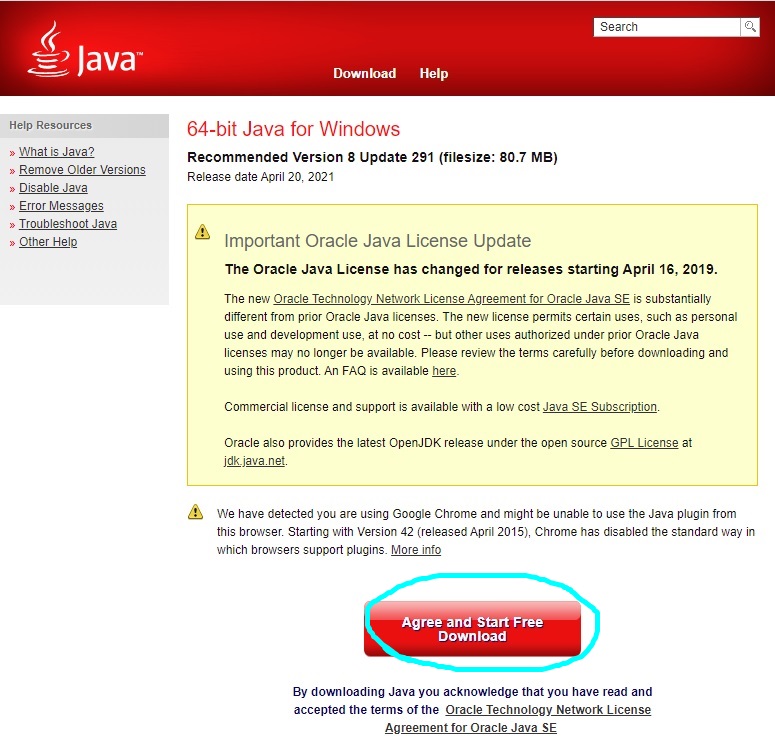 Java™
Search
Download Help
Help Resources
» What is Java?
» Remove Older Versions
» Disable Java
» Error Messages
» Troubleshoot Java
» Other Help
64-bit Java for Windows
Recommended Version 8 Update 291 (filesize: 80.7 MB)
Release date April 20, 2021
Important Oracle Java License Update
The Oracle Java License has changed for releases starting April 16, 2019.
The new Oracle Technology Network License Agreement for Oracle Java SE is substantially
different from prior Oracle Java licenses. The new license permits certain uses, such as personal
use and development use, at no cost -- but other uses authorized under prior Oracle Java
licenses may no longer be available. Please review the terms carefully before downloading and
using this product. An FAQ is available here.
Commercial license and support is available with a low cost Java SE Subscription.
Oracle also provides the latest OpenJDK release under the open source GPL License at
jdk.java.net.
We have detected you are using Google Chrome and might be unable to use the Java plugin from
this browser. Starting with Version 42 (released April 2015), Chrome has disabled the standard way in
which browsers support plugins. More info
Agree and Start Free
Download
By downloading Java you acknowledge that you have read and
accepted the terms of the Oracle Technology Network License
Agreement for Oracle Java SE